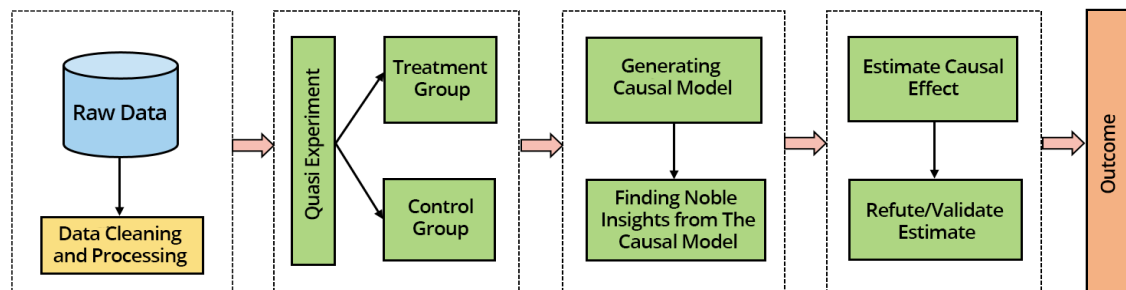 Raw Data
Data Cleaning
and Processing
Quasi Experiment
Treatment
Group
Control
Group
Generating
Causal Model
Finding Noble
Insights from The
Causal Model
Estimate Causal
Effect
Refute/Validate
Estimate
Outcome